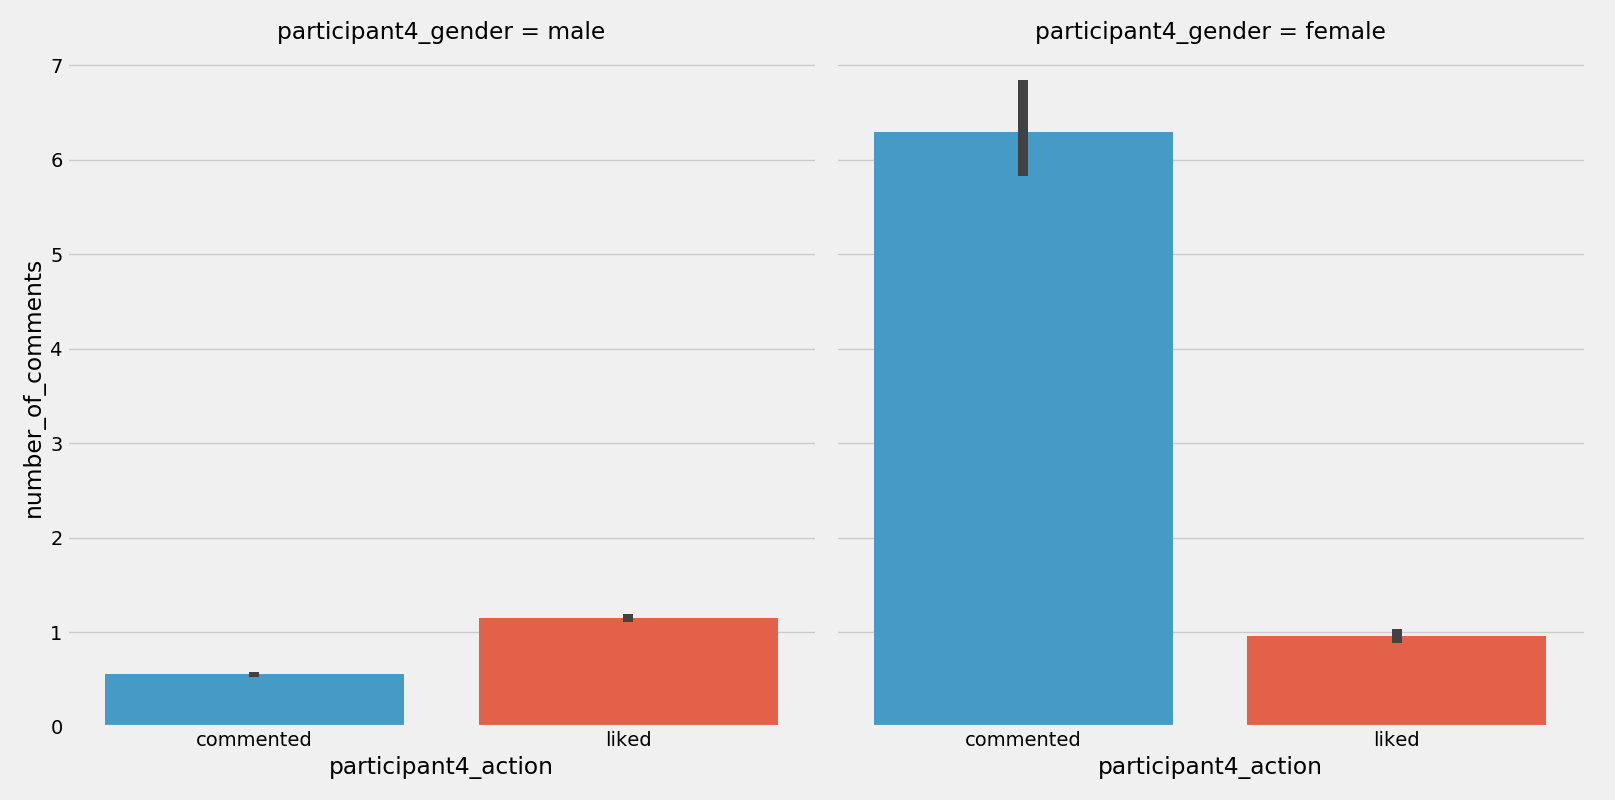 participant4_gender = male
participant4_gender = female
number_of_comments
7
6
5
4
3
2
1
0
commented
liked
commented
liked
participant4_action
participant4_action